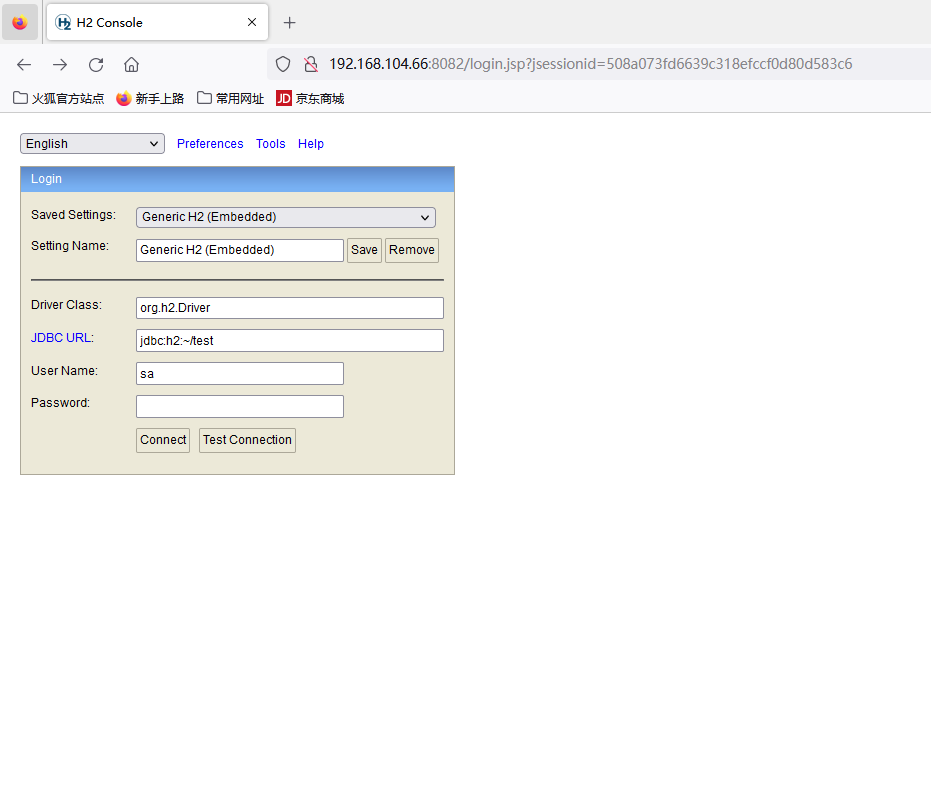 H2 Console
192.168.104.66:8082/login.jsp?jsessionid=508a073fd6639c318efccf0d80d583c6
火狐官方站点 新手上路 常用网址 JD 京东商城
English Preferences Tools Help
Login
Saved Settings: Generic H2 (Embedded)
Setting Name: Generic H2 (Embedded) Save Remove
Driver Class: org.h2.Driver
JDBC URL: jdbc:h2:~/test
User Name: sa
Password:
Connect Test Connection